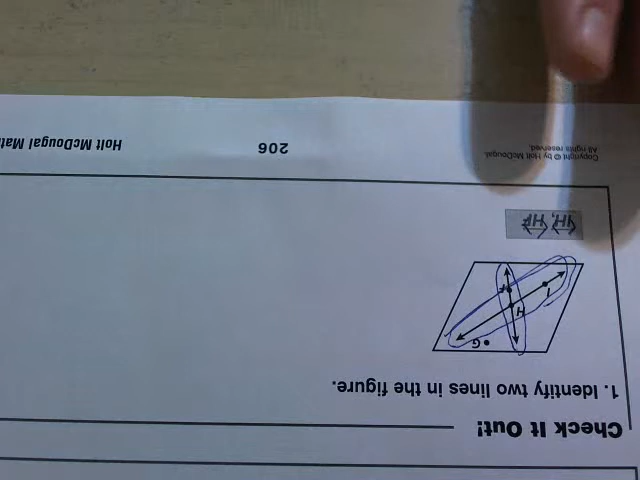 Check It Out!
1. Identify two lines in the figure.
G
H
F
I
IH, HF
Copyright © by Holt McDougal.
All rights reserved.
206
Holt McDougal Mat